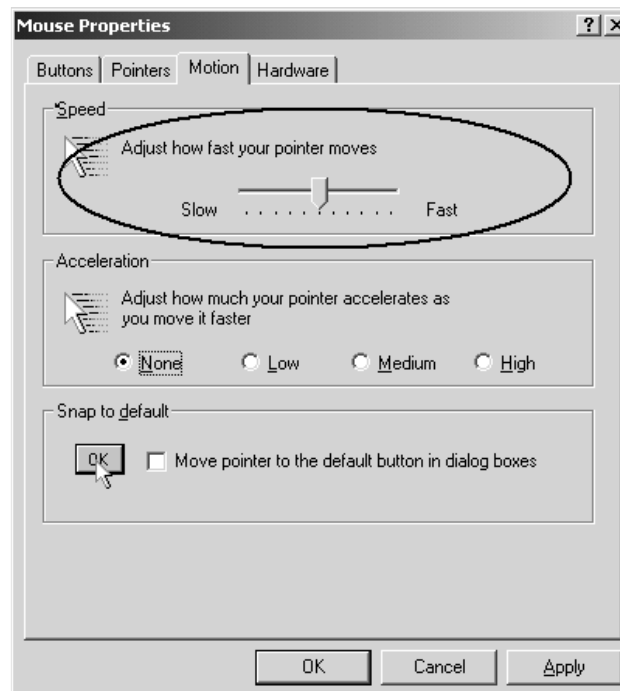 Mouse Properties
Buttons Pointers Motion Hardware
Speed
Adjust how fast your pointer moves
Slow Fast
Acceleration
Adjust how much your pointer accelerates as
you move it faster
None Low Medium High
Snap to default
OK Move pointer to the default button in dialog boxes
OK Cancel Apply